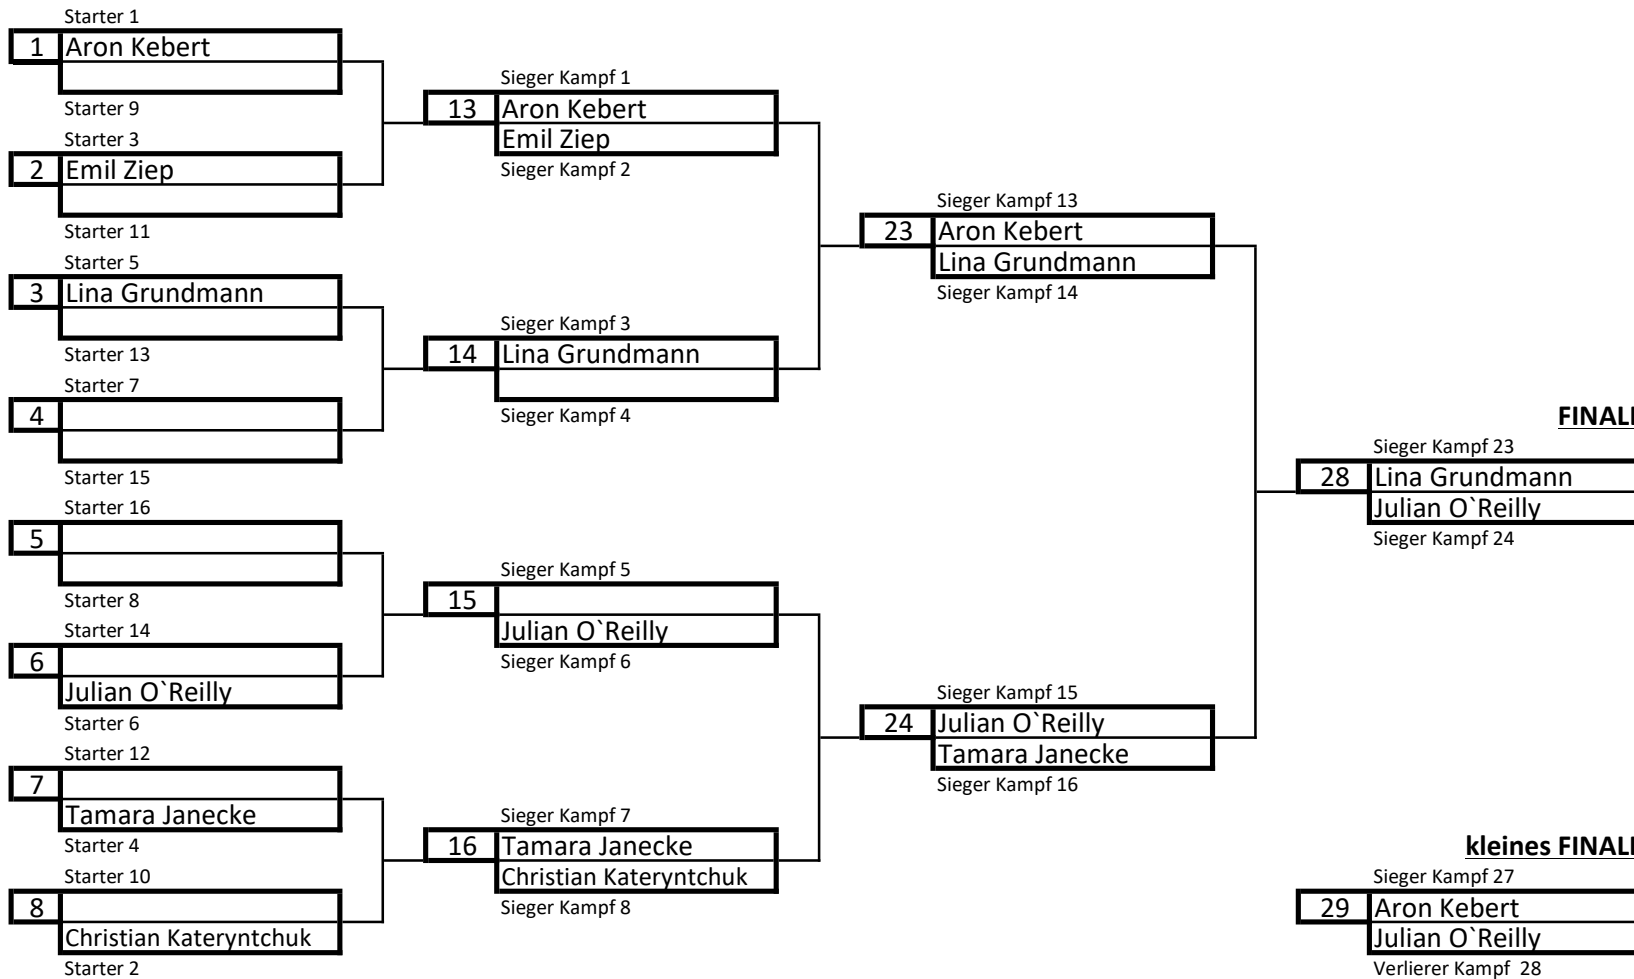 Starter 1
1 Aron Kebert
Starter 9
Starter 3
2 Emil Ziep
Starter 11
Starter 5
3 Lina Grundmann
Starter 13
Starter 7
4
Starter 15
Starter 16
5
Starter 8
Starter 14
6
Julian O`Reilly
Starter 6
Starter 12
7
Tamara Janecke
Starter 4
Starter 10
8
Christian Kateryntchuk
Starter 2
Sieger Kampf 1
13 Aron Kebert
Emil Ziep
Sieger Kampf 2
Sieger Kampf 3
14 Lina Grundmann
Sieger Kampf 4
Sieger Kampf 5
15
Julian O`Reilly
Sieger Kampf 6
Sieger Kampf 7
16 Tamara Janecke
Christian Kateryntchuk
Sieger Kampf 8
Sieger Kampf 13
23 Aron Kebert
Lina Grundmann
Sieger Kampf 14
Sieger Kampf 15
24 Julian O`Reilly
Tamara Janecke
Sieger Kampf 16
FINALE
Sieger Kampf 23
28 Lina Grundmann
Julian O`Reilly
Sieger Kampf 24
kleines FINALE
Sieger Kampf 27
29 Aron Kebert
Julian O`Reilly
Verlierer Kampf 28